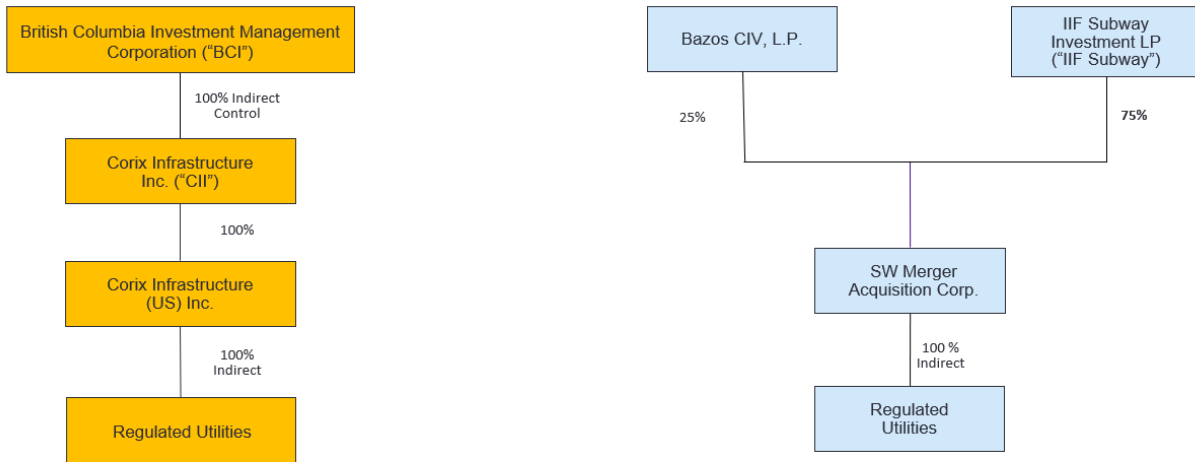 British Columbia Investment Management
Corporation (“BCI”)
100% Indirect
Control
Corix Infrastructure
Inc. (“CII”)
100%
Corix Infrastructure
(US) Inc.
100%
Indirect
Regulated Utilities
Bazos CIV, L.P.
IIF Subway
Investment LP
(“IIF Subway”)
25%
75%
SW Merger
Acquisition Corp.
100 %
Indirect
Regulated
Utilities